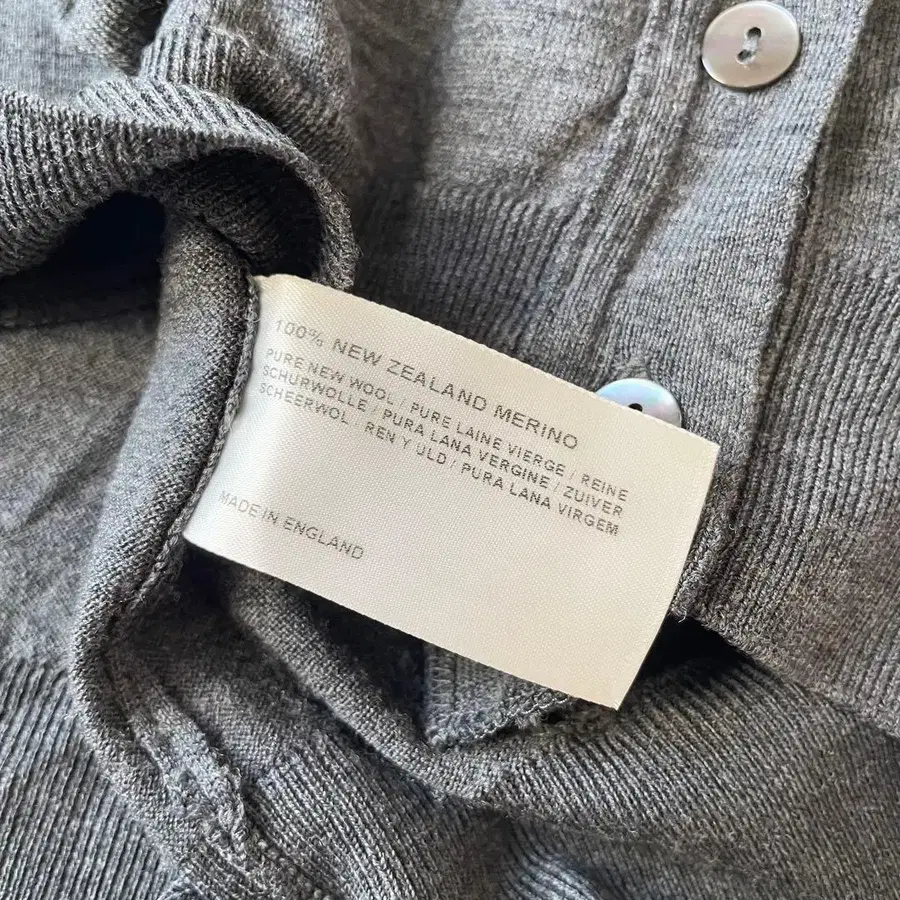 100% NEW ZEALAND MERINO
PURE NEW WOOL / PURE LAINE VIERGE / REINE
SCHURWOLLE / PURA LANA VERGINE / ZUIVER
SCHEERWOL / REN Y ULD / PURA LANA VIRGEM
MADE IN ENGLAND